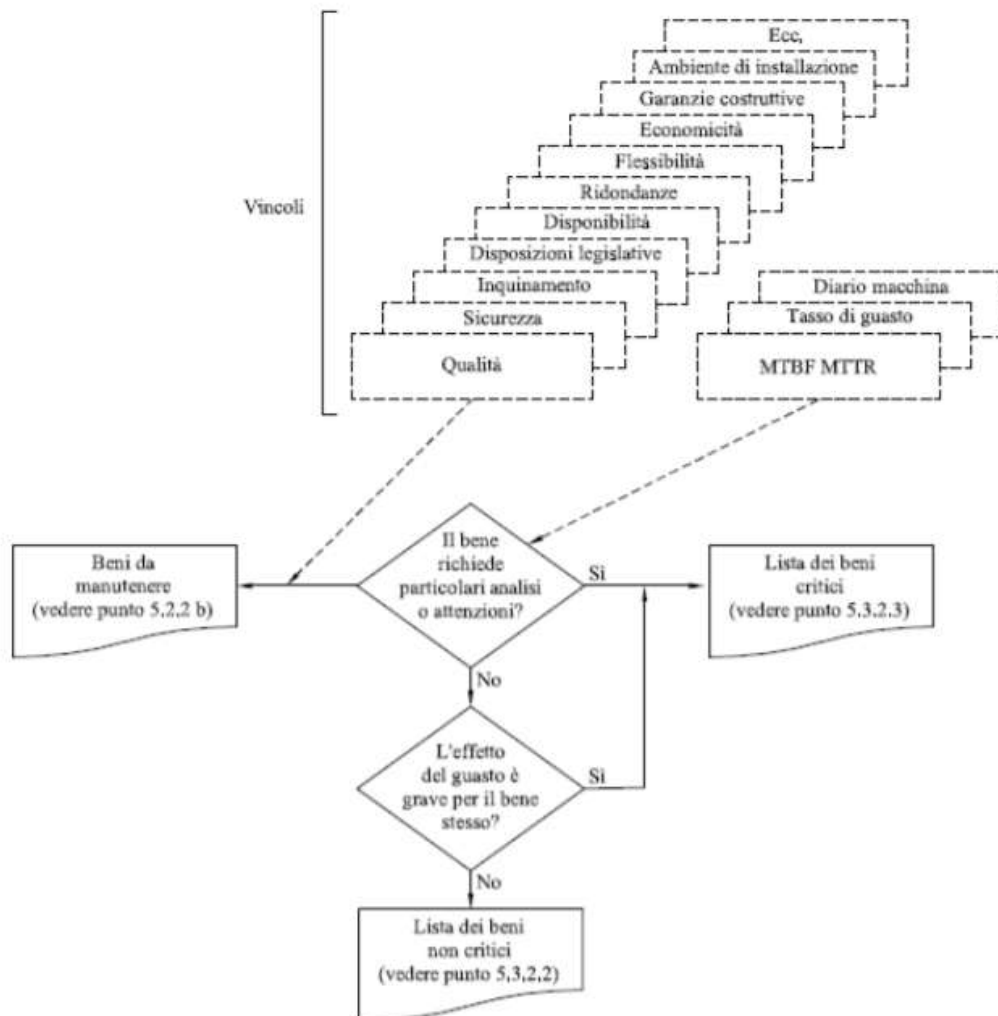 Ecc,
Ambiente di installazione
Garanzie costruttive
Economicità
Flessibilità
Ridondanze
Vincoli
Disponibilità
Disposizioni legislative
Inquinamento
Diario macchina
Sicurezza
Tasso di guasto
Qualità
MTBF MTTR
Beni da
manutenere
(vedere punto 5,2,2 b)
Il bene
richiede
particolari analisi
o attenzioni?
Sì
Lista dei beni
critici
(vedere punto 5,3,2,3)
No
L'effetto
del guasto è
grave per il bene
stesso?
Sì
No
Lista dei beni
non critici
(vedere punto 5,3,2,2)